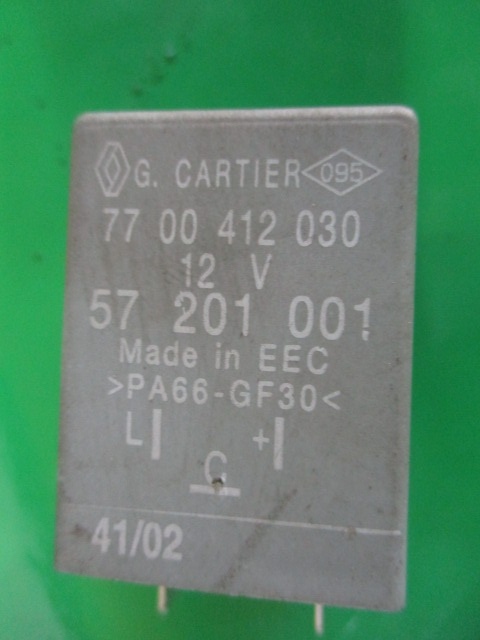 G. CARTIER 095
77 00 412 030
12 V
57 201 001
Made in EEC
>PA66-GF30<
L +
C
41/02